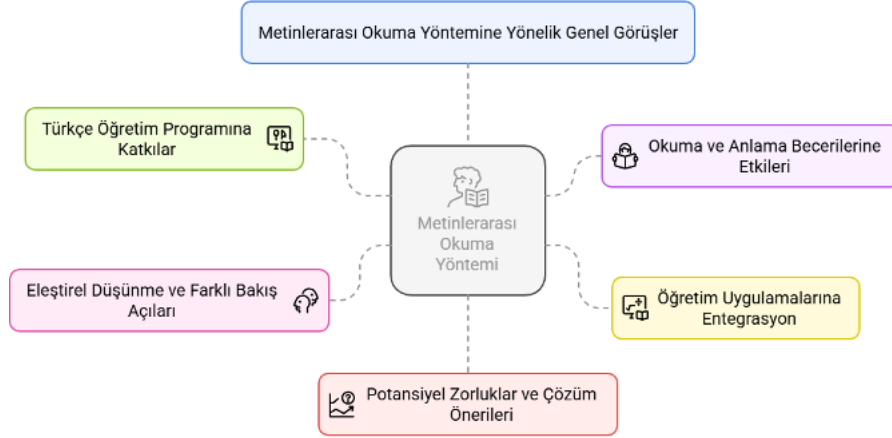 Metinlerarası Okuma Yöntemine Yönelik Genel Görüşler
Türkçe Öğretim Programına
Katkılar
Okuma ve Anlama Becerilerine
Etkileri
Metinlerarası
Okuma
Yöntemi
Eleştirel Düşünme ve Farklı Bakış
Açıları
Öğretim Uygulamalarına
Entegrasyon
Potansiyel Zorluklar ve Çözüm
Önerileri